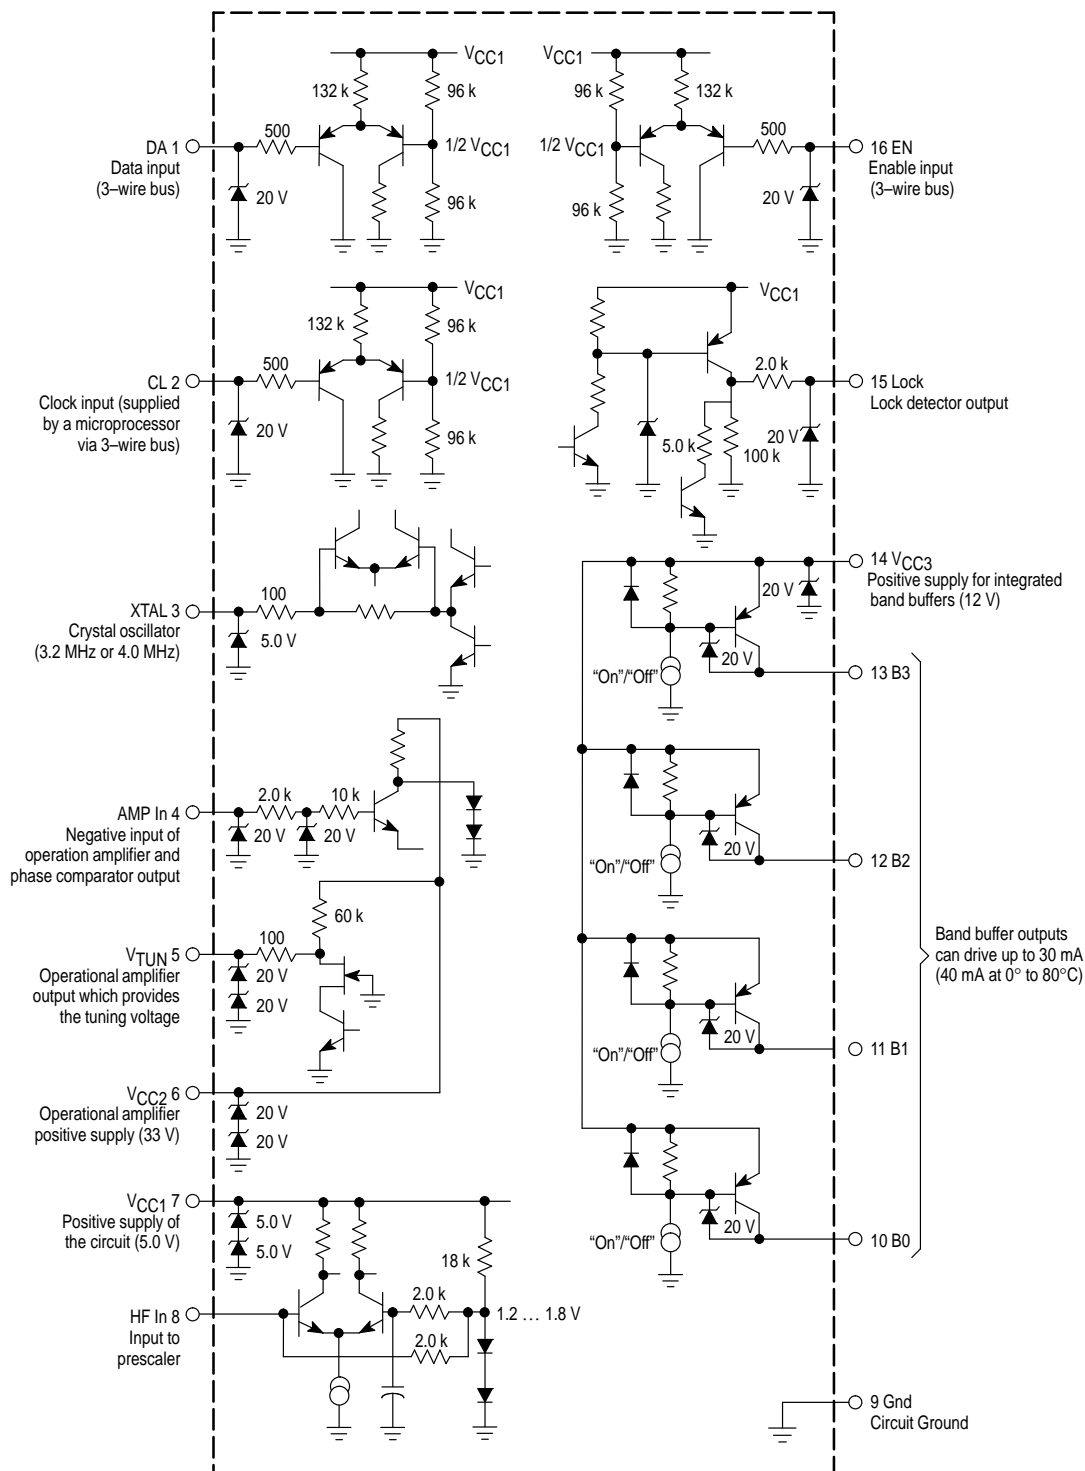 VCC1
132 k
96 k
DA 1
500
1/2 VCC1
Data input
(3–wire bus)
20 V
96 k
VCC1
96 k
132 k
500
1/2 VCC1
16 EN
Enable input
(3–wire bus)
96 k
20 V
VCC1
132 k
96 k
500
CL 2
1/2 VCC1
Clock input (supplied
by a microprocessor
via 3–wire bus)
20 V
96 k
VCC1
2.0 k
15 Lock
Lock detector output
5.0 k
100 k
20 V
100
XTAL 3
Crystal oscillator
(3.2 MHz or 4.0 MHz)
5.0 V
14 VCC3
Positive supply for integrated
band buffers (12 V)
20 V
20 V
“On”/“Off”
13 B3
2.0 k
10 k
AMP In 4
Negative input of
operation amplifier and
phase comparator output
20 V
20 V
20 V
“On”/“Off”
12 B2
60 k
100
VTUN 5
Operational amplifier
output which provides
the tuning voltage
20 V
20 V
Band buffer outputs
can drive up to 30 mA
(40 mA at 0° to 80°C)
20 V
“On”/“Off”
11 B1
VCC2 6
Operational amplifier
positive supply (33 V)
20 V
20 V
VCC1 7
Positive supply of
the circuit (5.0 V)
5.0 V
5.0 V
18 k
20 V
“On”/“Off”
10 B0
HF In 8
Input to
prescaler
2.0 k
1.2 … 1.8 V
2.0 k
9 Gnd
Circuit Ground